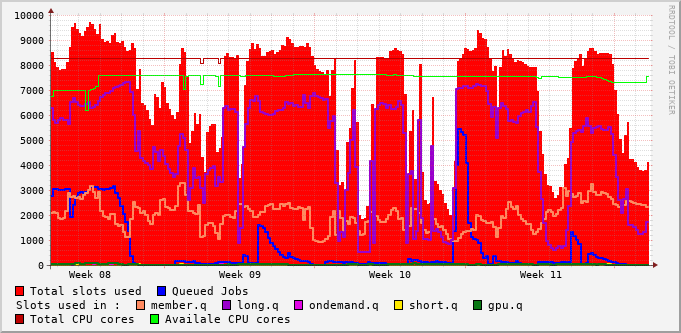 10000
9000
8000
7000
6000
5000
4000
3000
2000
1000
0
Week 08 Week 09 Week 10 Week 11
Total slots used Queued Jobs
Slots used in : member.q long.q ondemand.q short.q gpu.q
Total CPU cores Availale CPU cores
RRDTOOL / TOBI OETIKER